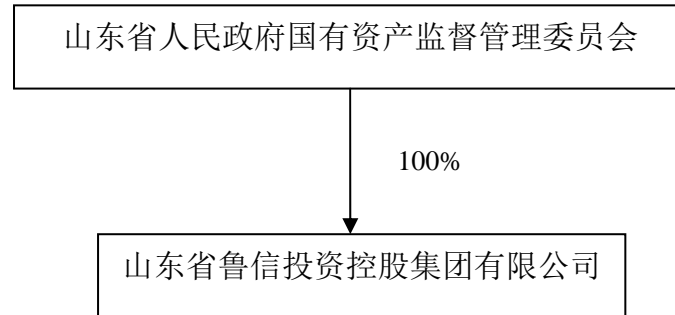 山东省人民政府国有资产监督管理委员会
100%
山东省鲁信投资控股集团有限公司